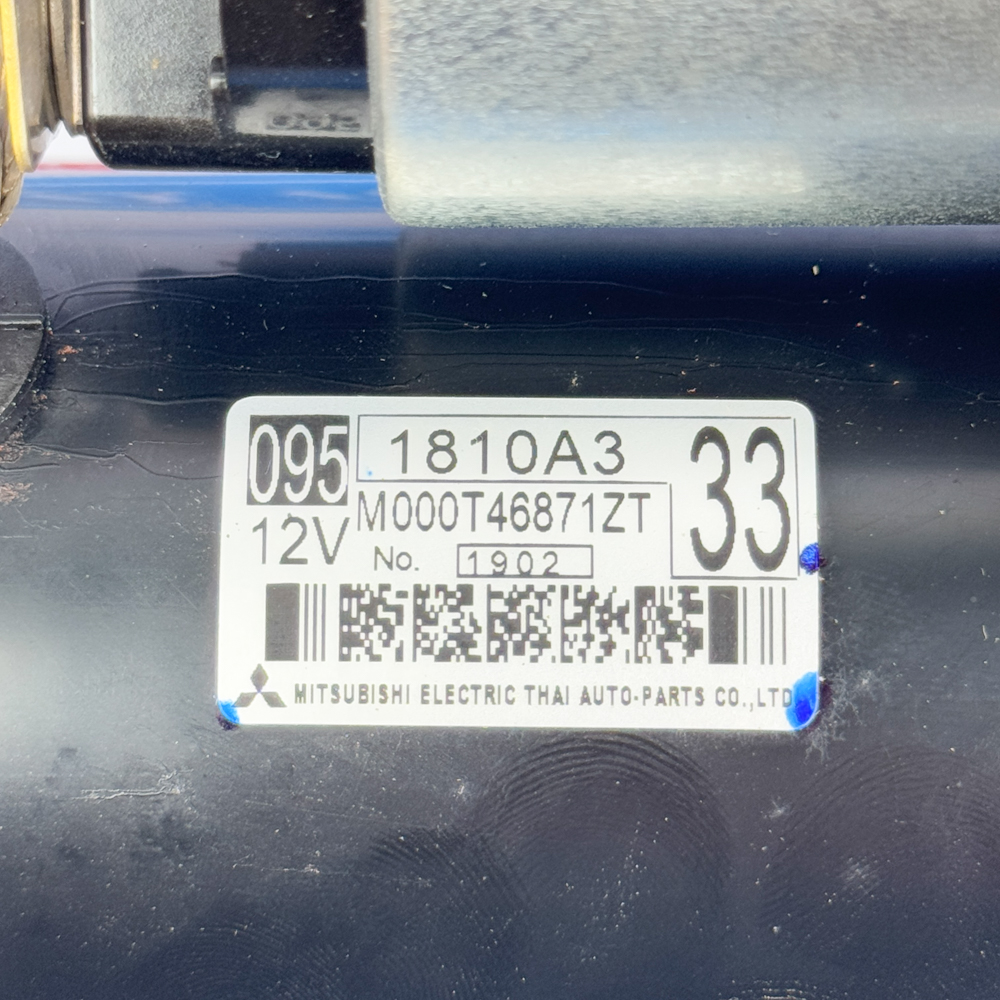 095
1810A3
33
M000T46871ZT
12V
No. 1902
MITSUBISHI ELECTRIC THAI AUTO-PARTS CO.,LTD